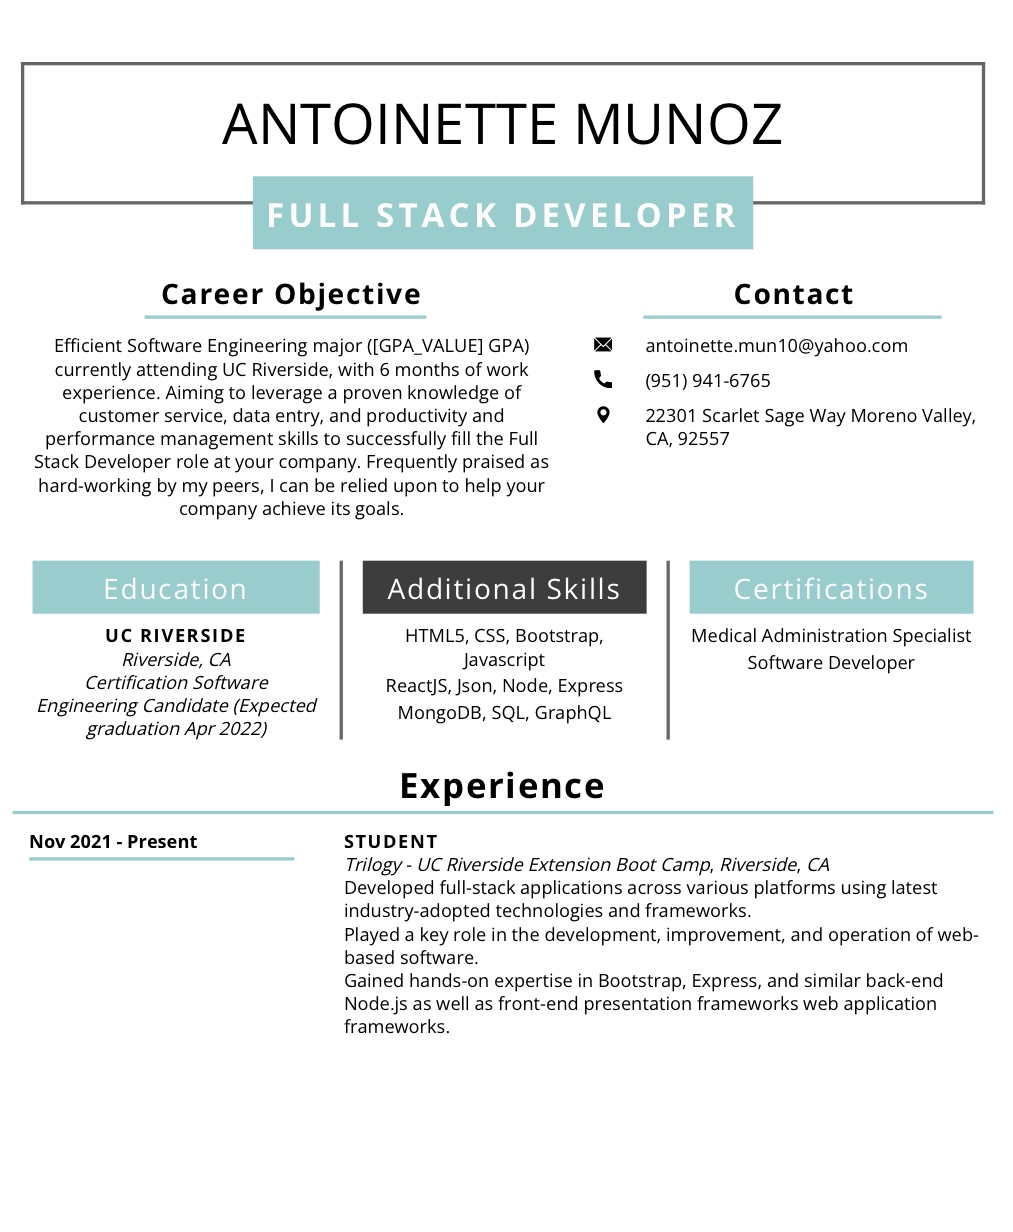 ANTOINETTE MUNOZ
FULL STACK DEVELOPER
Career Objective
Efficient Software Engineering major ([GPA_VALUE] GPA)
currently attending UC Riverside, with 6 months of work
experience. Aiming to leverage a proven knowledge of
customer service, data entry, and productivity and
performance management skills to successfully fill the Full
Stack Developer role at your company. Frequently praised as
hard-working by my peers, I can be relied upon to help your
company achieve its goals.
Contact
antoinette.mun10@yahoo.com
(951) 941-6765
22301 Scarlet Sage Way Moreno Valley,
CA, 92557
Education
UC RIVERSIDE
Riverside, CA
Certification Software
Engineering Candidate (Expected
graduation Apr 2022)
Additional Skills
HTML5, CSS, Bootstrap,
Javascript
ReactJS, Json, Node, Express
MongoDB, SQL, GraphQL
Certifications
Medical Administration Specialist
Software Developer
Experience
Nov 2021 - Present
STUDENT
Trilogy - UC Riverside Extension Boot Camp, Riverside, CA
Developed full-stack applications across various platforms using latest
industry-adopted technologies and frameworks.
Played a key role in the development, improvement, and operation of web-
based software.
Gained hands-on expertise in Bootstrap, Express, and similar back-end
Node.js as well as front-end presentation frameworks web application
frameworks.